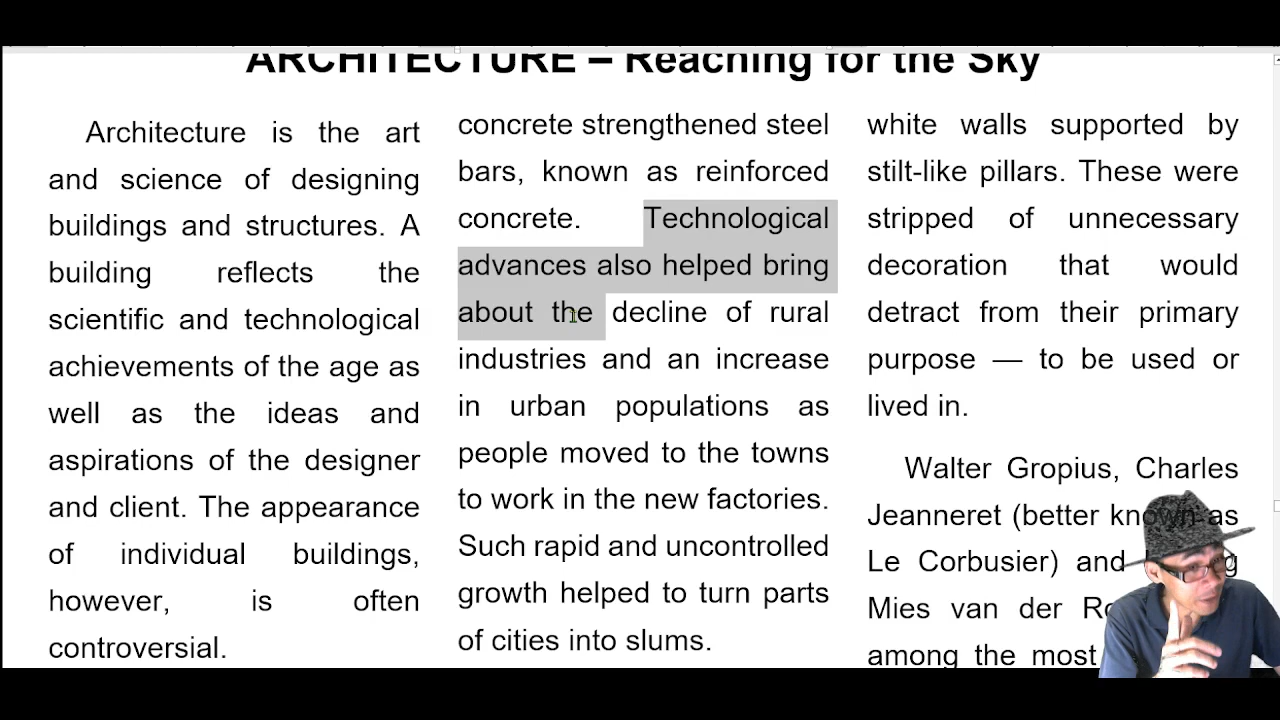 ARCHITECTURE – Reaching for the Sky
Architecture is the art
and science of designing
buildings and structures. A
building reflects the
scientific and technological
achievements of the age as
well as the ideas and
aspirations of the designer
and client. The appearance
of individual buildings,
however, is often
controversial.
concrete strengthened steel
bars, known as reinforced
concrete. Technological
advances also helped bring
about the decline of rural
industries and an increase
in urban populations as
people moved to the towns
to work in the new factories.
Such rapid and uncontrolled
growth helped to turn parts
of cities into slums.
white walls supported by
stilt-like pillars. These were
stripped of unnecessary
decoration that would
detract from their primary
purpose — to be used or
lived in.
Walter Gropius, Charles
Jeanneret (better known as
Le Corbusier) and
Mies van der
among the most